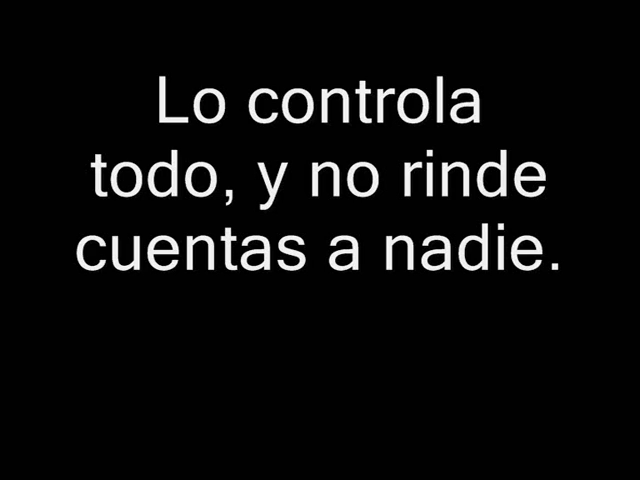 Lo controla
todo, y no rinde
cuentas a nadie.